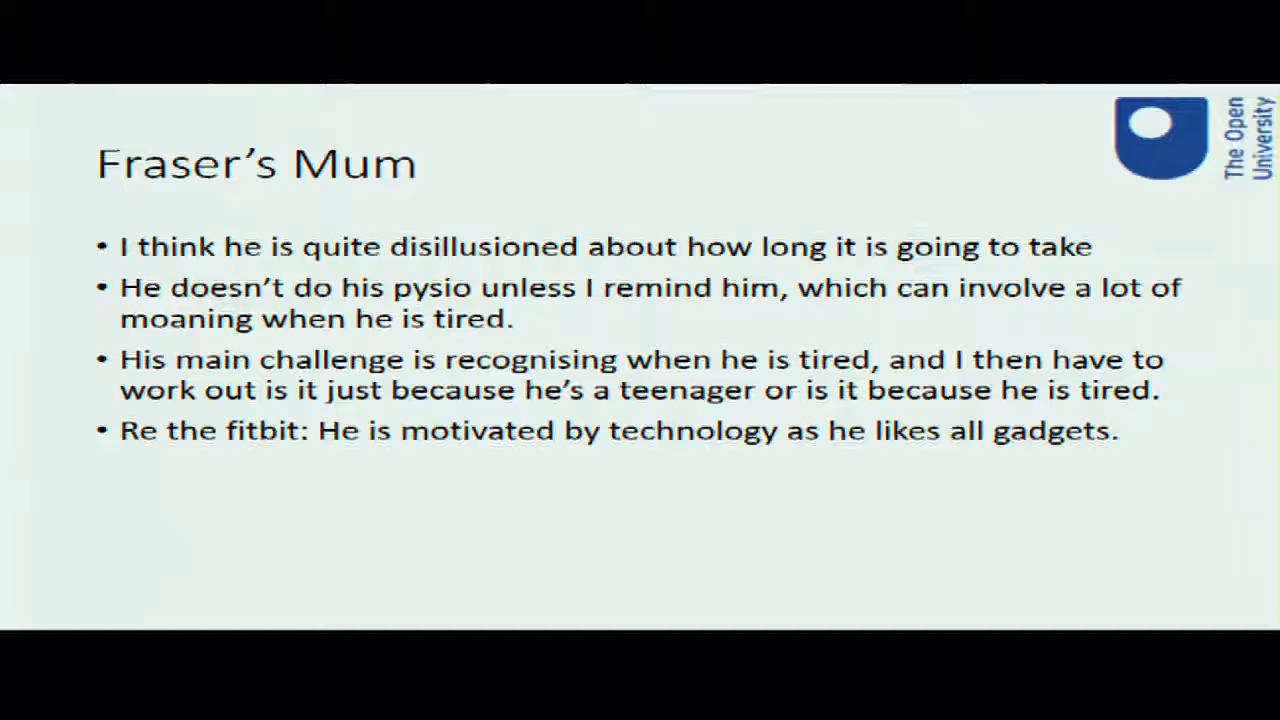 The Open
University
Fraser's Mum
• I think he is quite disillusioned about how long it is going to take
• He doesn't do his pysio unless I remind him, which can involve a lot of
moaning when he is tired.
• His main challenge is recognising when he is tired, and I then have to
work out is it just because he's a teenager or is it because he is tired.
• Re the fitbit: He is motivated by technology as he likes all gadgets.